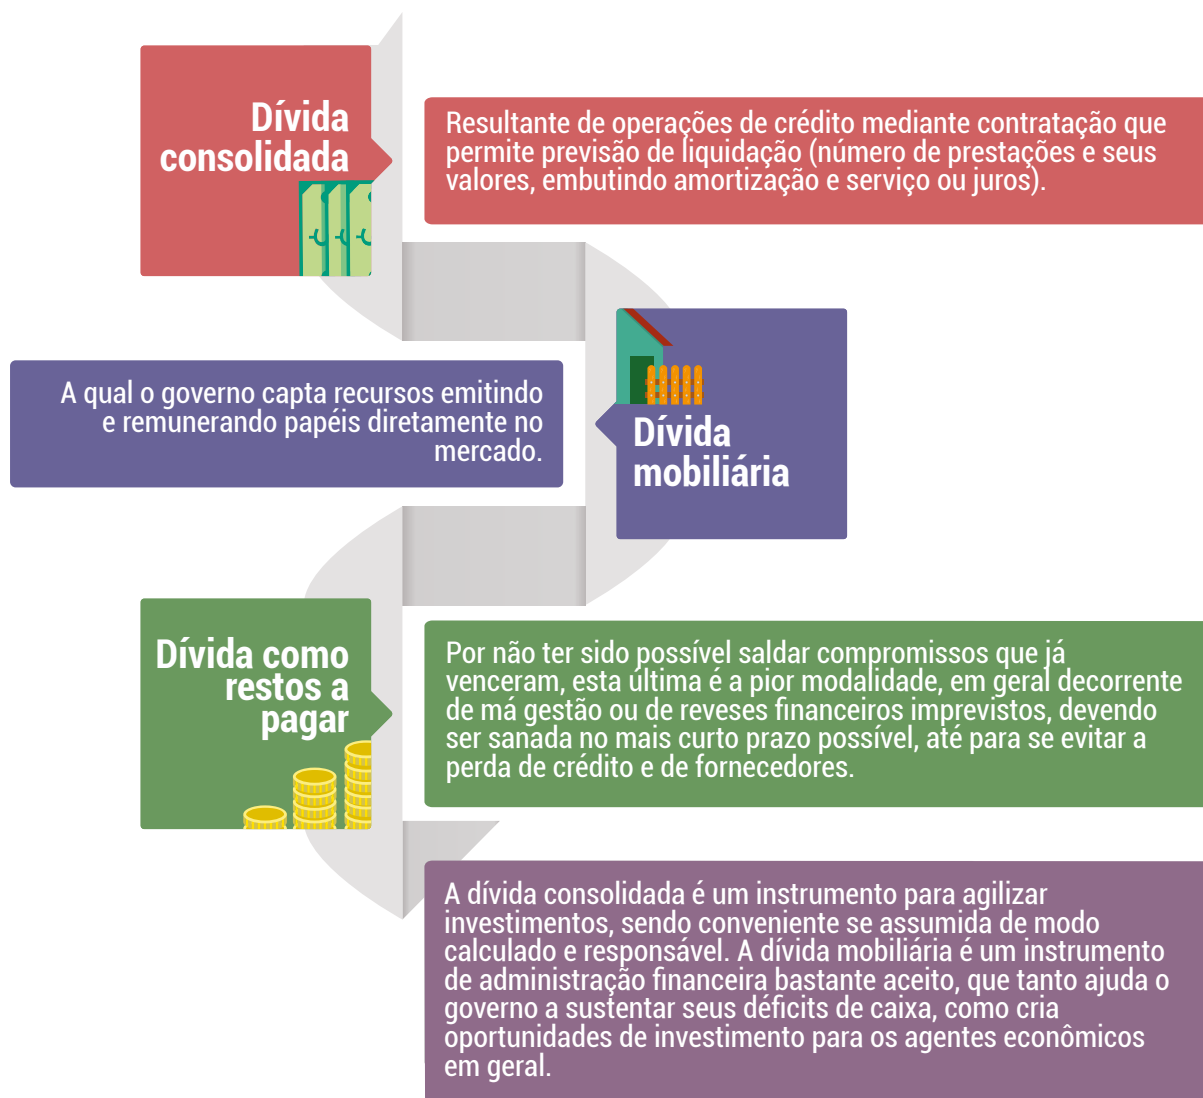 Dívida
consolidada
Resultante de operações de crédito mediante contratação que
permite previsão de liquidação (número de prestações e seus
valores, embutindo amortização e serviço ou juros).
A qual o governo capta recursos emitindo
e remunerando papéis diretamente no
mercado.
Dívida
mobiliária
Dívida como
restos a
pagar
Por não ter sido possível saldar compromissos que já
venceram, esta última é a pior modalidade, em geral decorrente
de má gestão ou de reveses financeiros imprevistos, devendo
ser sanada no mais curto prazo possível, até para se evitar a
perda de crédito e de fornecedores.
A dívida consolidada é um instrumento para agilizar
investimentos, sendo conveniente se assumida de modo
calculado e responsável. A dívida mobiliária é um instrumento
de administração financeira bastante aceito, que tanto ajuda o
governo a sustentar seus déficits de caixa, como cria
oportunidades de investimento para os agentes econômicos
em geral.